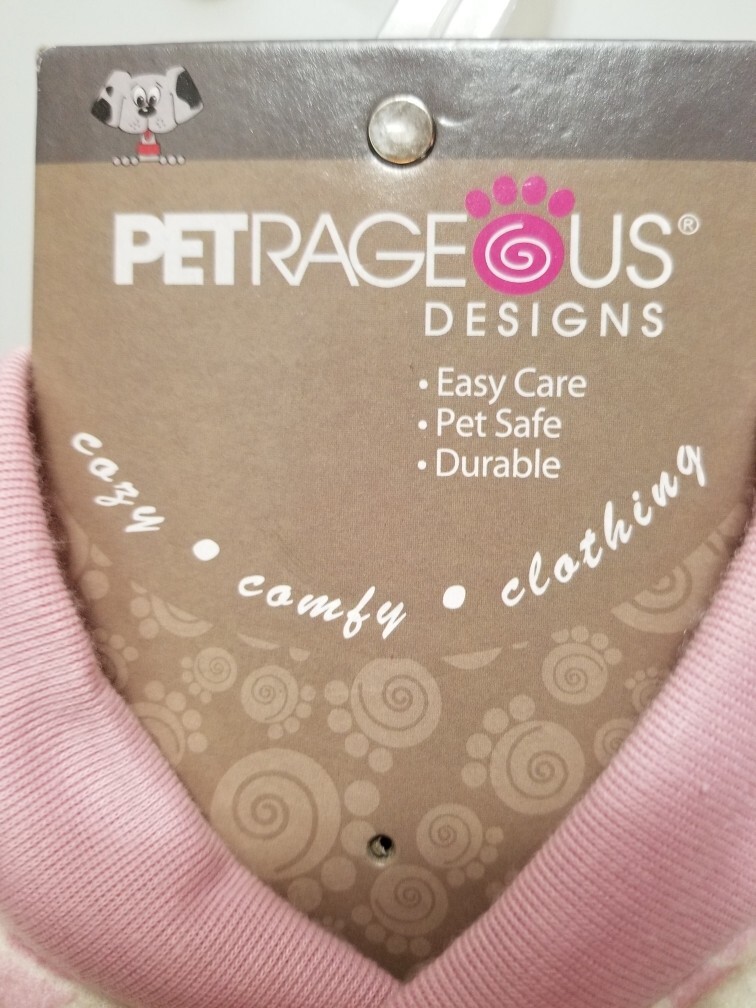 PETRAGEOUS®
DESIGNS
• Easy Care
• Pet Safe
• Durable
cozy • comfy • clothing